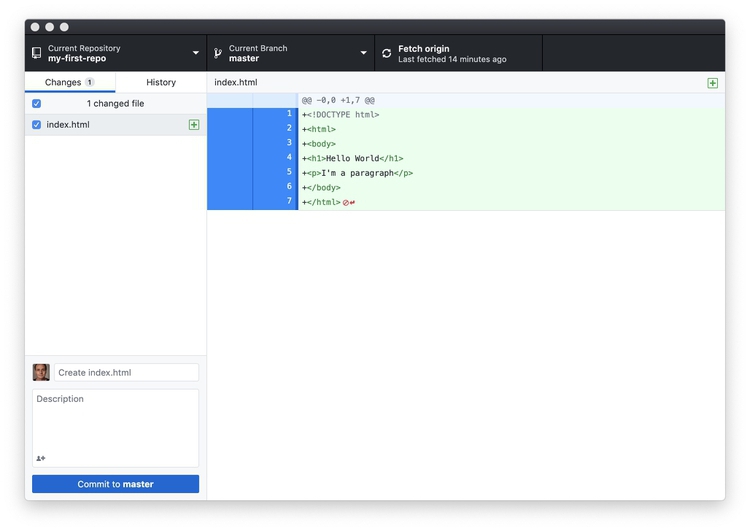 Current Repository
my-first-repo
Current Branch
master
Fetch origin
Last fetched 14 minutes ago
Changes 1
History
index.html
1 changed file
index.html
@@ -0,0 +1,7 @@
1 +<!DOCTYPE html>
2 +<html>
3 +<body>
4 +<h1>Hello World</h1>
5 +<p>I'm a paragraph</p>
6 +</body>
7 +</html>
Create index.html
Description
Commit to master